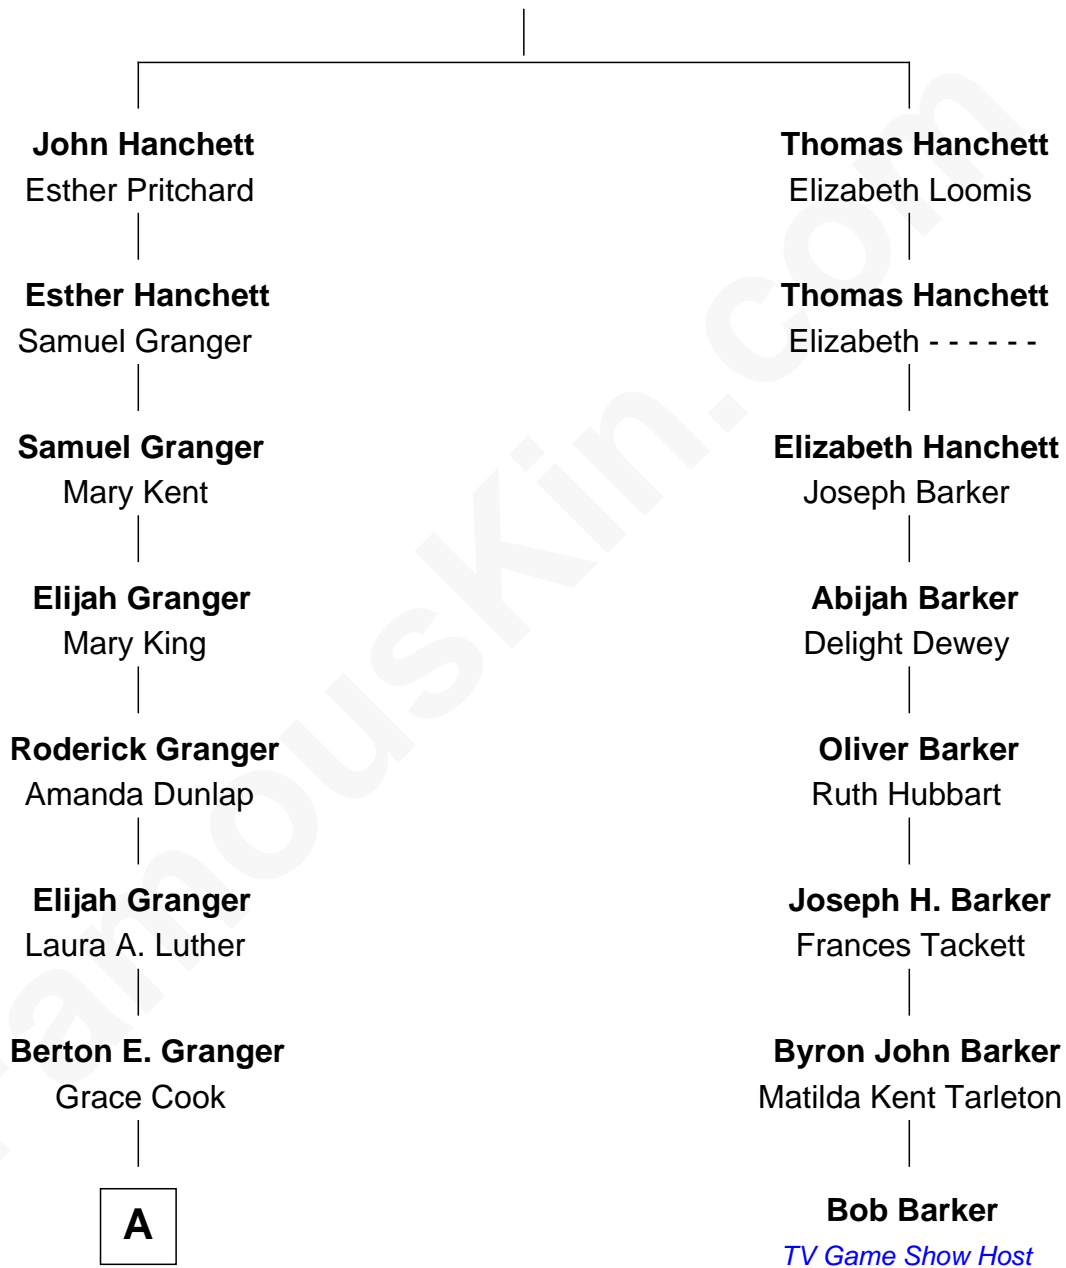 John Hanchett
Esther Pritchard
Esther Hanchett
Samuel Granger
Samuel Granger
Mary Kent
Elijah Granger
Mary King
Roderick Granger
Amanda Dunlap
Elijah Granger
Laura A. Luther
Berton E. Granger
Grace Cook
A
Thomas Hanchett
Elizabeth Loomis
Thomas Hanchett
Elizabeth - - - - - -
Elizabeth Hanchett
Joseph Barker
Abijah Barker
Delight Dewey
Oliver Barker
Ruth Hubbart
Joseph H. Barker
Frances Tackett
Byron John Barker
Matilda Kent Tarleton
Bob Barker
TV Game Show Host
FamousKin.com